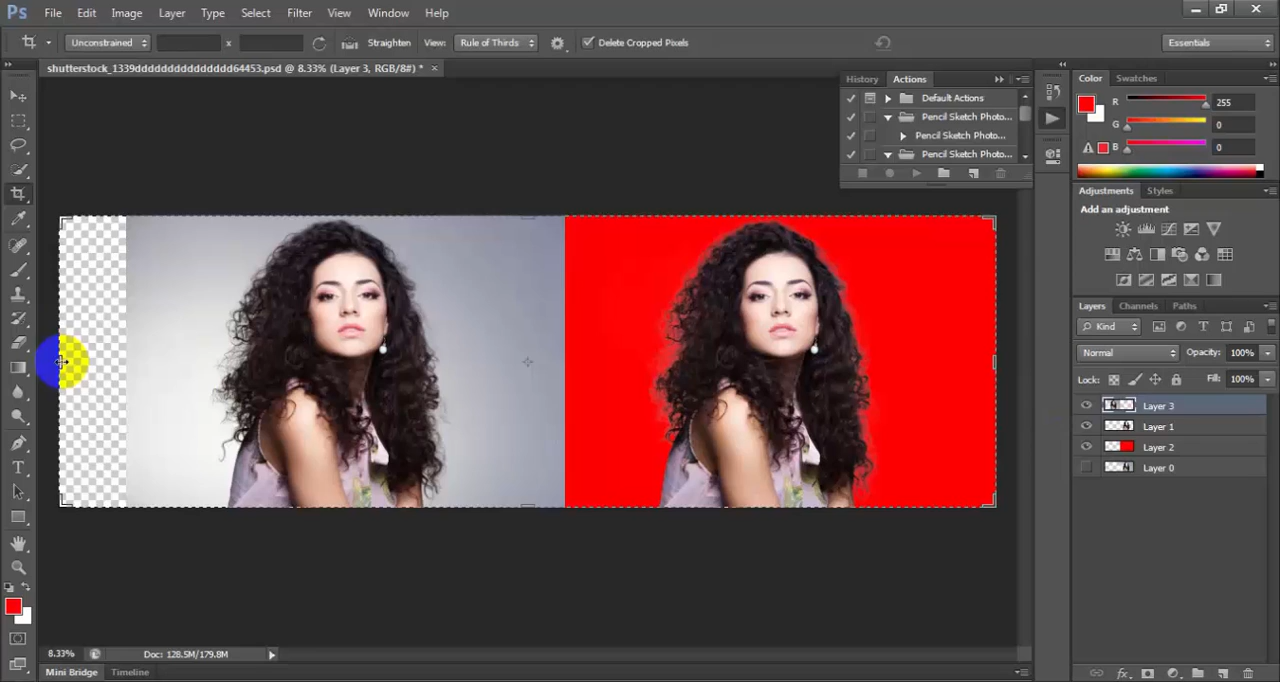 Ps File Edit Image Layer Type Select Filter View Window Help
Unconstrained x Straighten View: Rule of Thirds Delete Cropped Pixels Essentials
shutterstock_1339ddddddddddddddd64453.psd @ 8.33% (Layer 3, RGB/8#) *
History Actions
Default Actions
Pencil Sketch Photo...
Pencil Sketch Photo...
Pencil Sketch Photo...
Color Swatches
R 255
G 0
B 0
Adjustments Styles
Add an adjustment
Layers Channels Paths
Kind
Normal Opacity: 100%
Lock: Fill: 100%
Layer 3
Layer 1
Layer 2
Layer 0
8.33% Doc: 128.5M/179.8M
Mini Bridge Timeline